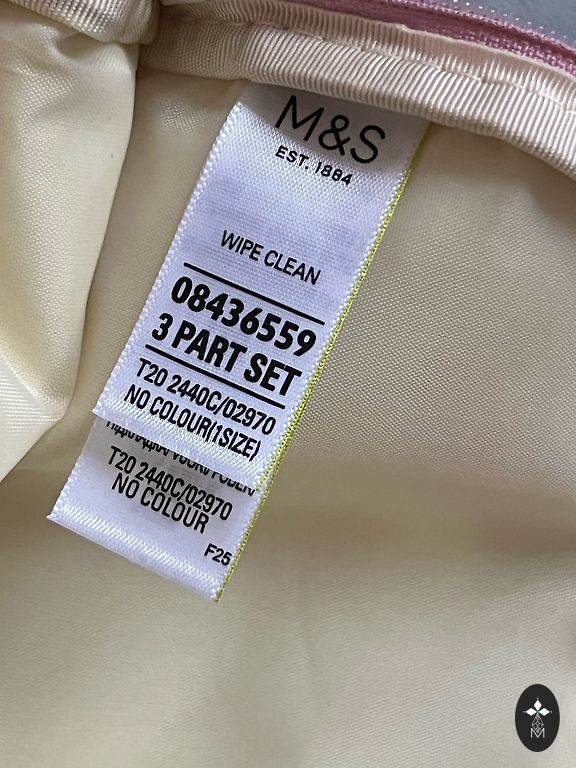 M&S
EST. 1884
WIPE CLEAN
08436559
3 PART SET
T20 2440C/02970
NO COLOUR(1SIZE)
T20 2440C/02970
NO COLOUR
F25
M